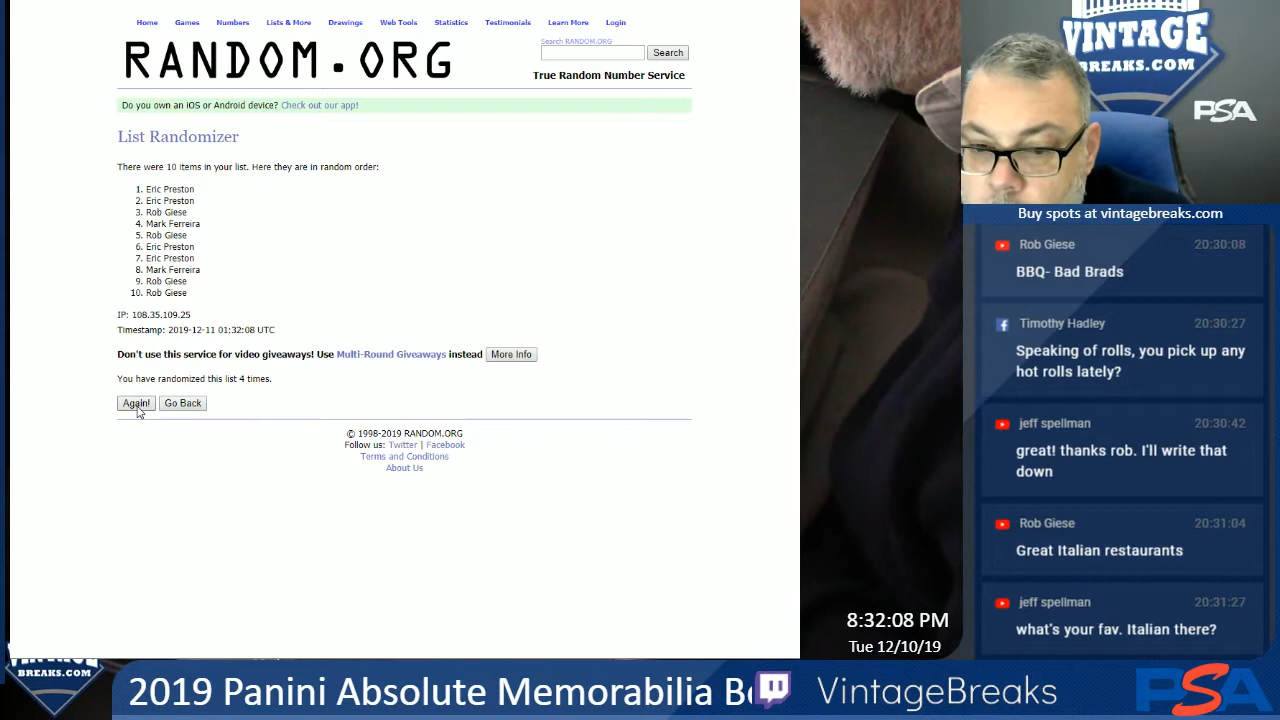 Home Games Numbers Lists & More Drawings Web Tools Statistics Testimonials Learn More Login
RANDOM.ORG
Search RANDOM.ORG
Search
True Random Number Service
Do you own an iOS or Android device? Check out our app!
List Randomizer
There were 10 items in your list. Here they are in random order:
1. Eric Preston
2. Eric Preston
3. Rob Giese
4. Mark Ferreira
5. Rob Giese
6. Eric Preston
7. Eric Preston
8. Mark Ferreira
9. Rob Giese
10. Rob Giese
IP: 108.35.109.25
Timestamp: 2019-12-11 01:32:08 UTC
Don't use this service for video giveaways! Use Multi-Round Giveaways instead More Info
You have randomized this list 4 times.
Again! Go Back
© 1998-2019 RANDOM.ORG
Follow us: Twitter | Facebook
Terms and Conditions
About Us
VINTAGE
BREAKS.COM
PSA
Buy spots at vintagebreaks.com
Rob Giese 20:30:08
BBQ- Bad Brads
Timothy Hadley 20:30:27
Speaking of rolls, you pick up any
hot rolls lately?
jeff spellman 20:30:42
great! thanks rob. I'll write that
down
Rob Giese 20:31:04
Great Italian restaurants
jeff spellman 20:31:27
what's your fav. Italian there?
8:32:08 PM
Tue 12/10/19
VINTAGE
BREAKS.COM
2019 Panini Absolute Memorabilia
VintageBreaks
PSA